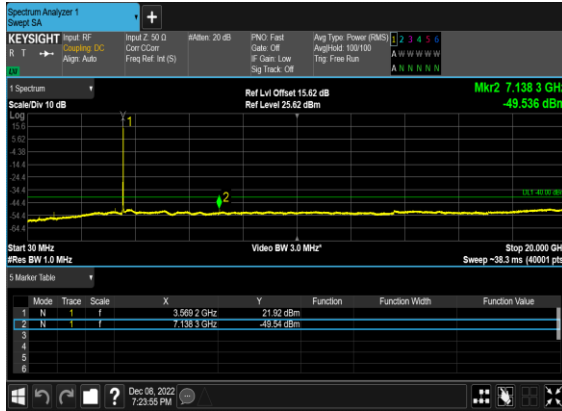 Spectrum Analyzer 1
Swept SA
+
KEYSIGHT Input: RF Input Z: 50 Ω #Atten: 20 dB PNO: Fast Avg Type: Power (RMS) 1 2 3 4 5 6
R T Coupling: DC Corr CCorr Gate: Off Avg|Hold: 100/100 A W W W W W
Align: Auto Freq Ref: Int (S) IF Gain: Low Trig: Free Run A N N N N N
LU Sig Track: Off
1 Spectrum Ref Lvl Offset 15.62 dB Mkr2 7.138 3 GHz
Scale/Div 10 dB Ref Level 25.62 dBm -49.536 dBm
Log
15.6
5.62
-4.38
-14.4
-24.4
-34.4
-44.4
-54.4
-64.4
1
2
DL1 -40.00 dBm
Start 30 MHz Video BW 3.0 MHz* Stop 20.000 GHz
#Res BW 1.0 MHz Sweep ~38.3 ms (40001 pts)
5 Marker Table
Mode Trace Scale X Y Function Function Width Function Value
1 N 1 f 3.569 2 GHz 21.92 dBm
2 N 1 f 7.138 3 GHz -49.54 dBm
3
4
5
6
? Dec 08, 2022
7:23:55 PM